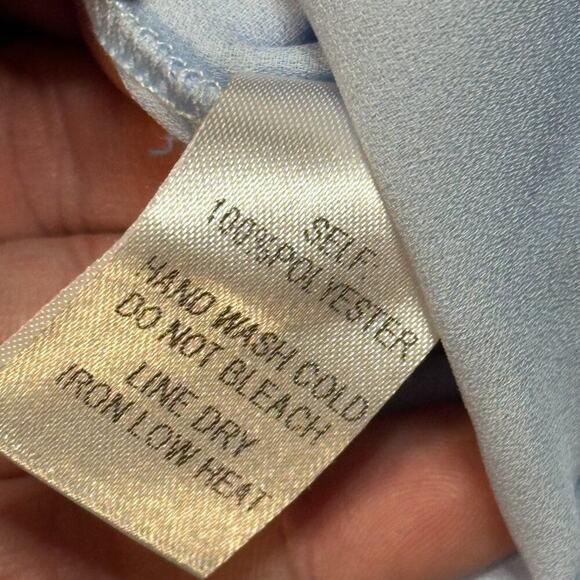 SELF:
100%POLYESTER
HAND WASH COLD
DO NOT BLEACH
LINE DRY
IRON LOW HEAT